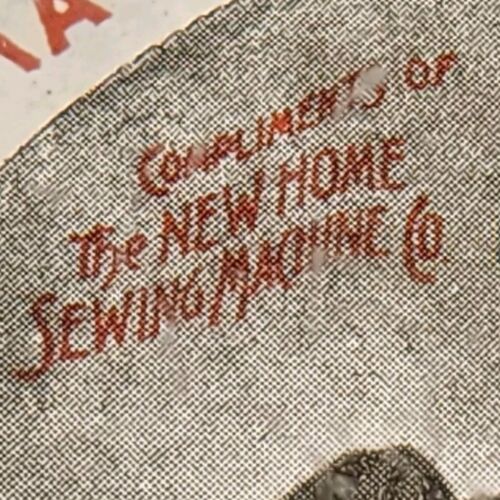 COMPLIMENTS OF
The NEW HOME
SEWING MACHINE CO